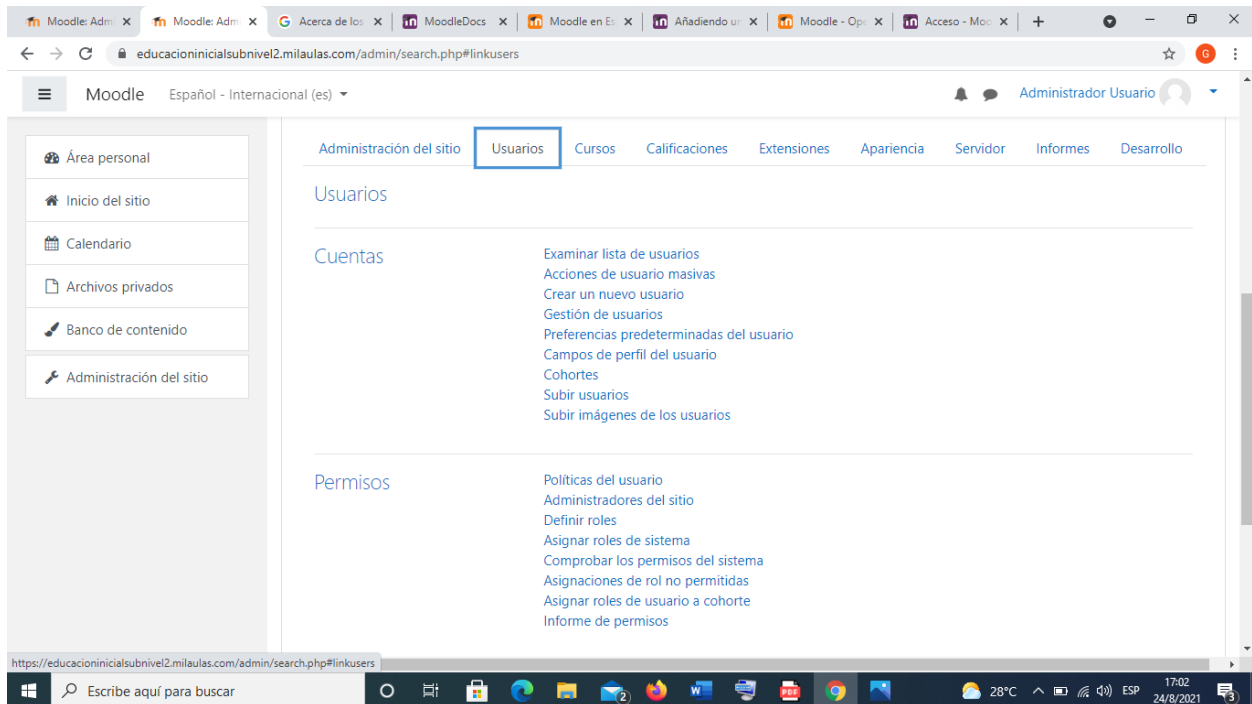 Moodle: Admi
Moodle: Admi
Acerca de los
MoodleDocs
Moodle en Es
Añadiendo un
Moodle - Ope
Acceso - Moo
educacioninicialsubnivel2.milaulas.com/admin/search.php#linkusers
G
Moodle
Español - Internacional (es)
Administrador Usuario
Área personal
Inicio del sitio
Calendario
Archivos privados
Banco de contenido
Administración del sitio
Administración del sitio Usuarios Cursos Calificaciones Extensiones Apariencia Servidor Informes Desarrollo
Usuarios
Cuentas
Examinar lista de usuarios
Acciones de usuario masivas
Crear un nuevo usuario
Gestión de usuarios
Preferencias predeterminadas del usuario
Campos de perfil del usuario
Cohortes
Subir usuarios
Subir imágenes de los usuarios
Permisos
Políticas del usuario
Administradores del sitio
Definir roles
Asignar roles de sistema
Comprobar los permisos del sistema
Asignaciones de rol no permitidas
Asignar roles de usuario a cohorte
Informe de permisos
https://educacioninicialsubnivel2.milaulas.com/admin/search.php#linkusers
Escribe aquí para buscar
2
W
PDF
28°C
ESP
17:02
24/8/2021
3